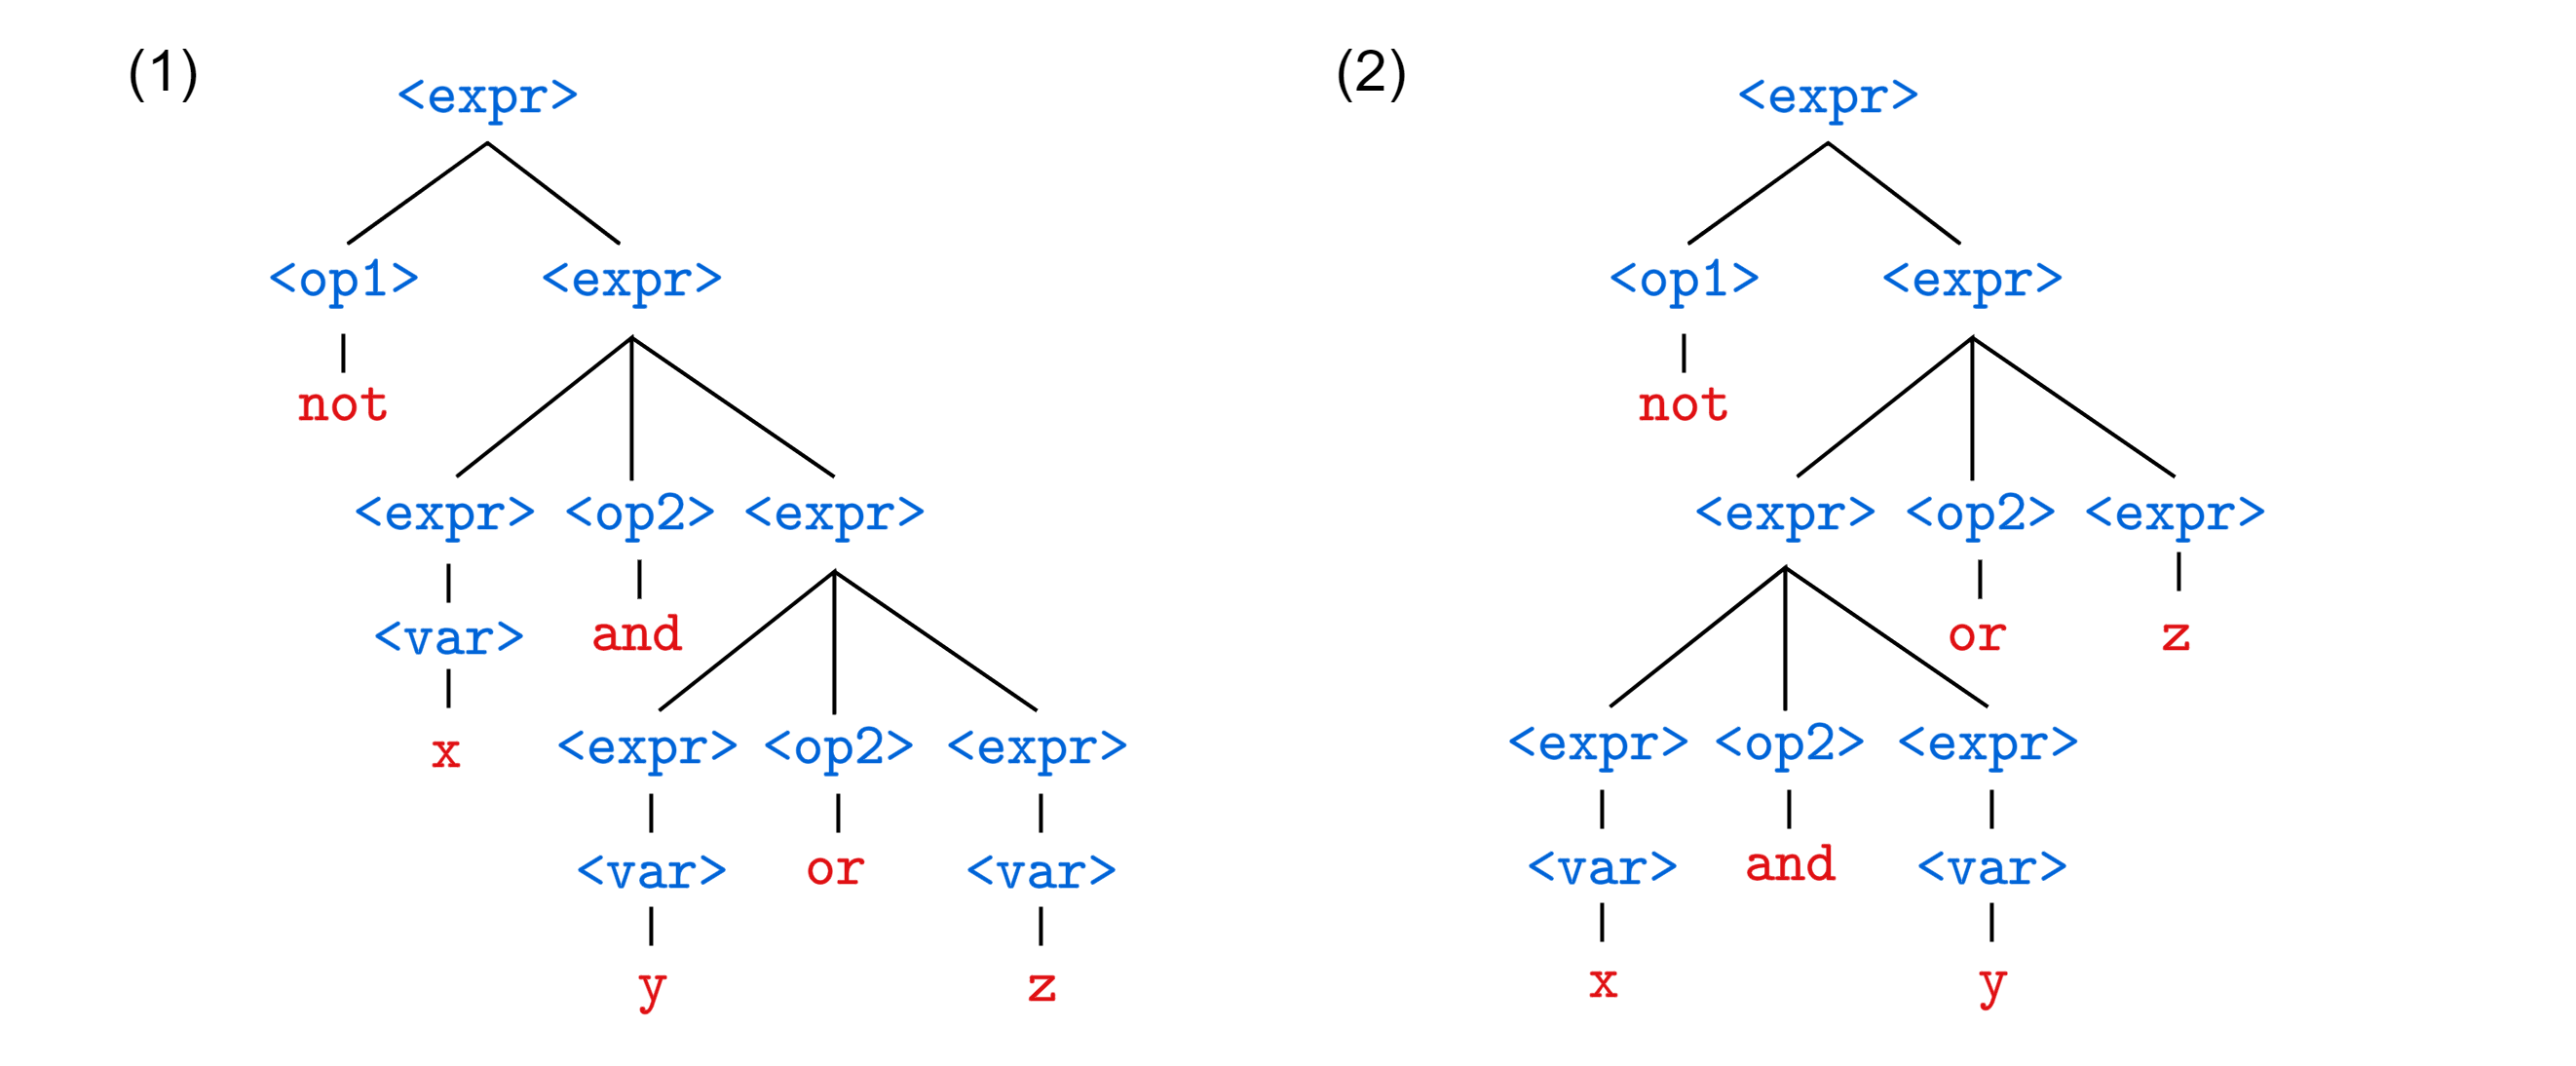 (1)
<expr>
<op1> <expr>
not
<expr> <op2> <expr>
<var> and
x
<expr> <op2> <expr>
<var> or <var>
y z
(2)
<expr>
<op1> <expr>
not
<expr> <op2> <expr>
or z
<expr> <op2> <expr>
<var> and <var>
x y